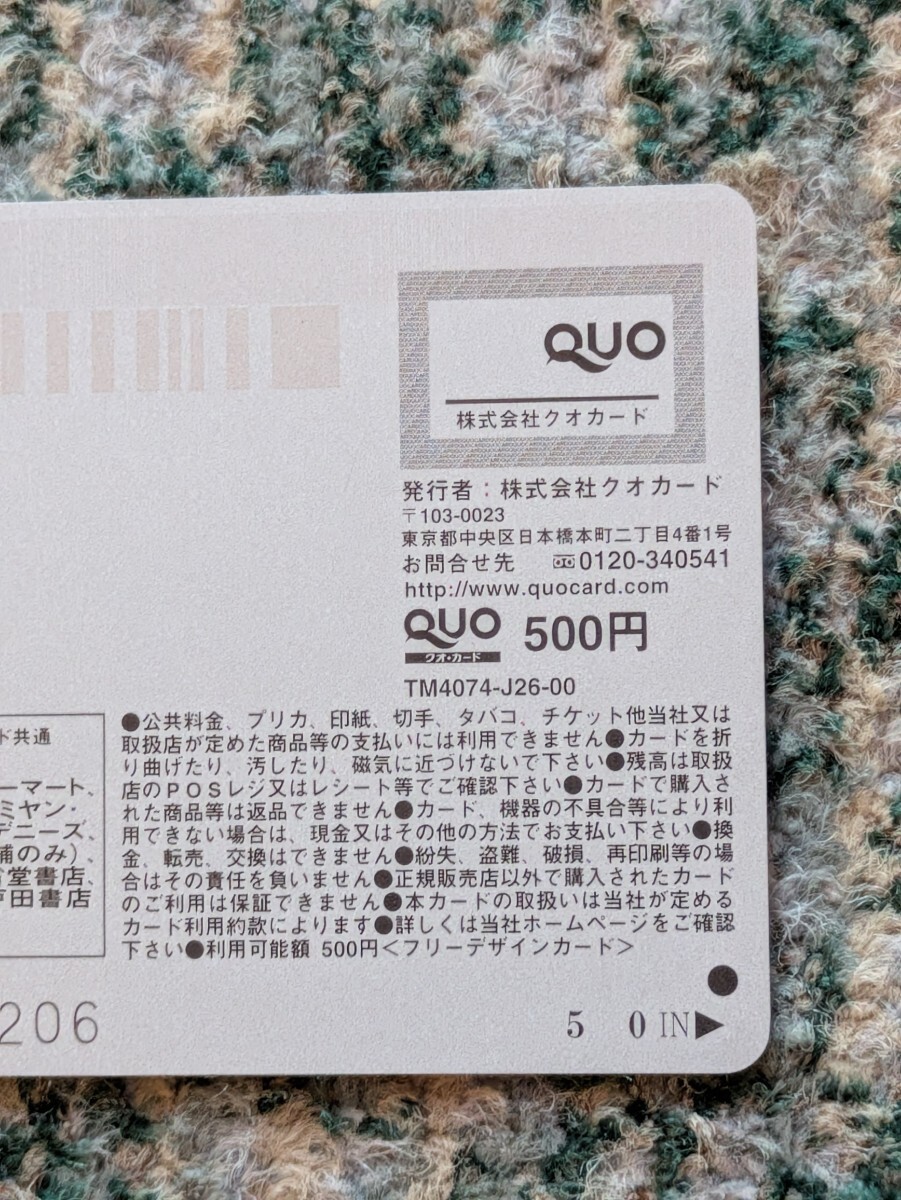 QUO
株式会社クオカード
発行者：株式会社クオカード
〒103-0023
東京都中央区日本橋本町二丁目4番1号
お問合せ先 0120-340541
http://www.quocard.com
QUO 500円
クオ・カード
TM4074-J26-00
ド共通
ーマート、
ミヤン・
デニーズ、
舗のみ）、
省堂書店、
戸田書店
●公共料金、プリカ、印紙、切手、タバコ、チケット他当社又は
取扱店が定めた商品等の支払いには利用できません●カードを折
り曲げたり、汚したり、磁気に近づけないで下さい●残高は取扱
店のPOSレジ又はレシート等でご確認下さい●カードで購入さ
れた商品等は返品できません●カード、機器の不具合等により利
用できない場合は、現金又はその他の方法でお支払い下さい●換
金、転売、交換はできません●紛失、盗難、破損、再印刷等の場
合はその責任を負いません●正規販売店以外で購入されたカード
のご利用は保証できません●本カードの取扱いは当社が定める
カード利用約款によります●詳しくは当社ホームページをご確認
下さい●利用可能額 500円＜フリーデザインカード＞
206
5 0 IN▶